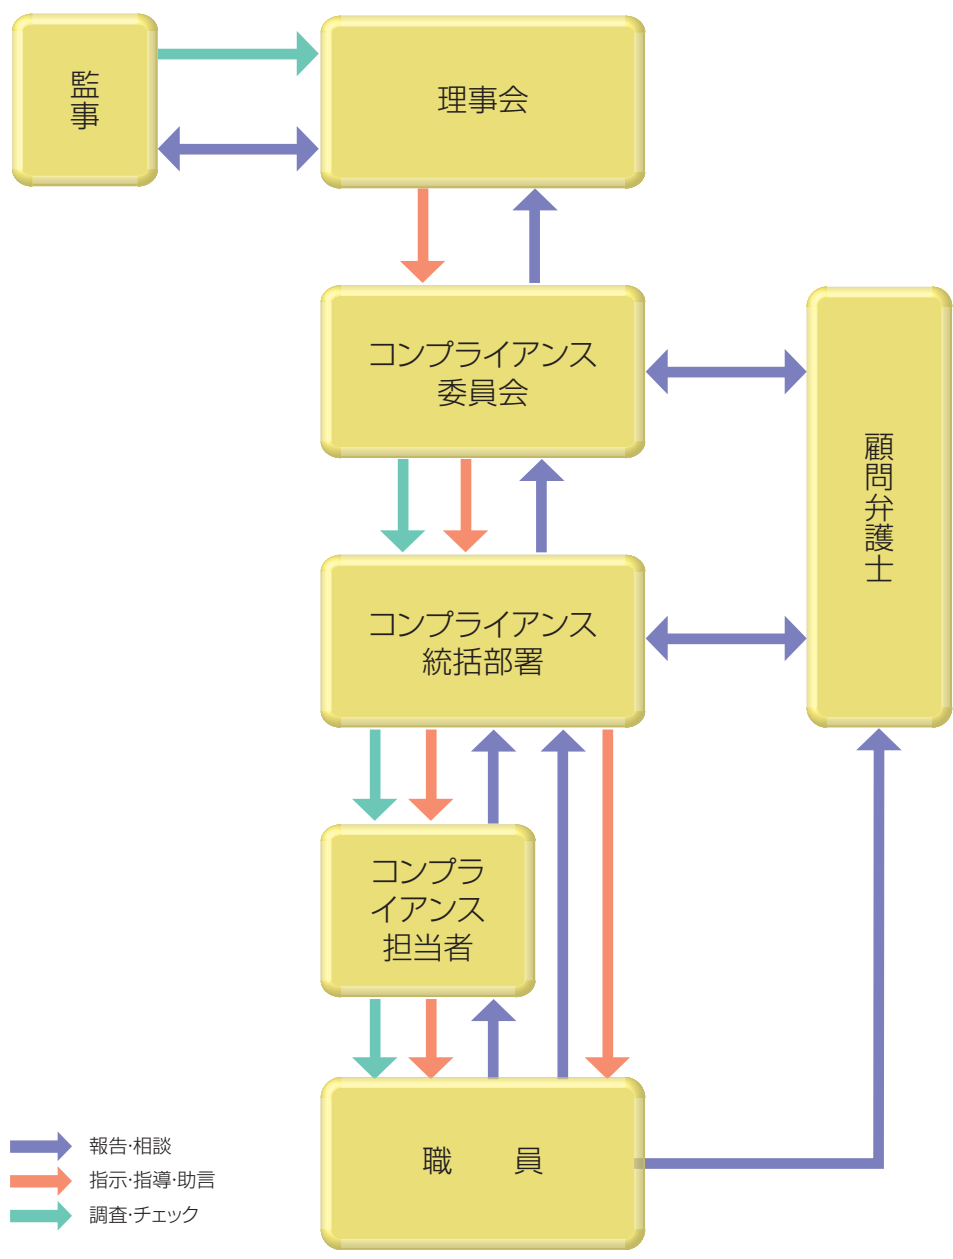 監事
理事会
コンプライアンス
委員会
顧問弁護士
コンプライアンス
統括部署
コンプラ
イアンス
担当者
職　員
報告・相談
指示・指導・助言
調査・チェック